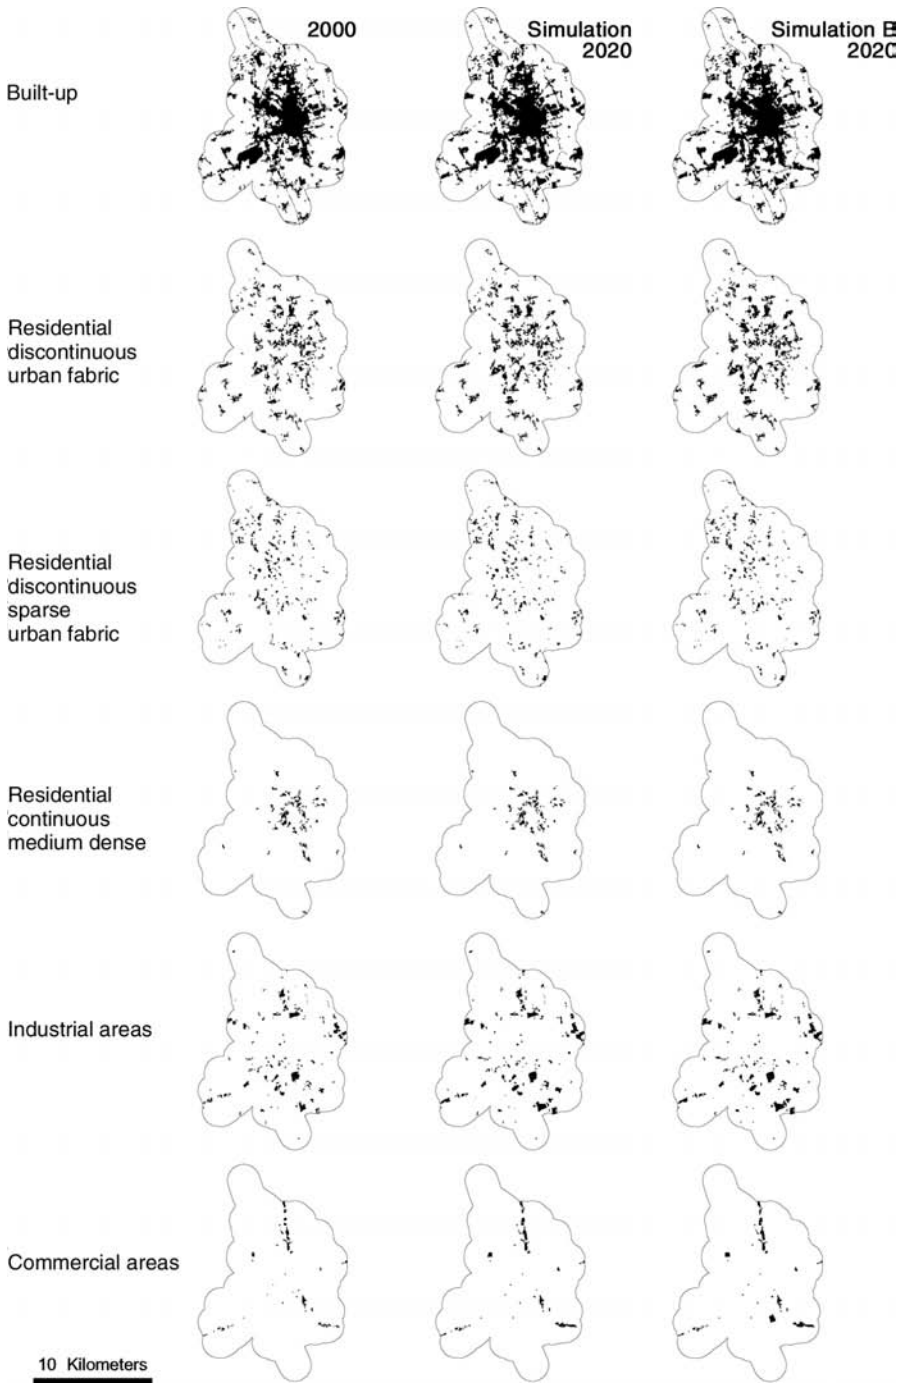 2000
Simulation
2020
Simulation B
2020
Built-up
Residential
discontinuous
urban fabric
Residential
discontinuous
sparse
urban fabric
Residential
continuous
medium dense
Industrial areas
Commercial areas
10 Kilometers